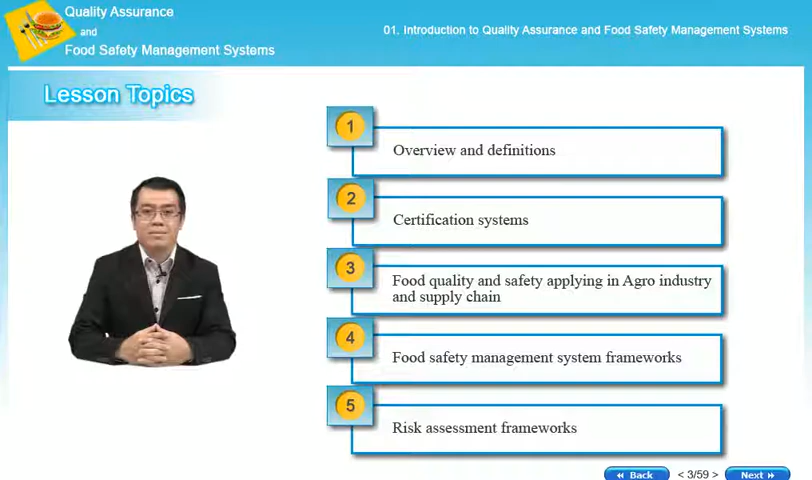 Quality Assurance
and
Food Safety Management Systems
01. Introduction to Quality Assurance and Food Safety Management Systems
Lesson Topics
1
Overview and definitions
2
Certification systems
3
Food quality and safety applying in Agro industry
and supply chain
4
Food safety management system frameworks
5
Risk assessment frameworks
Back
< 3/59 >
Next